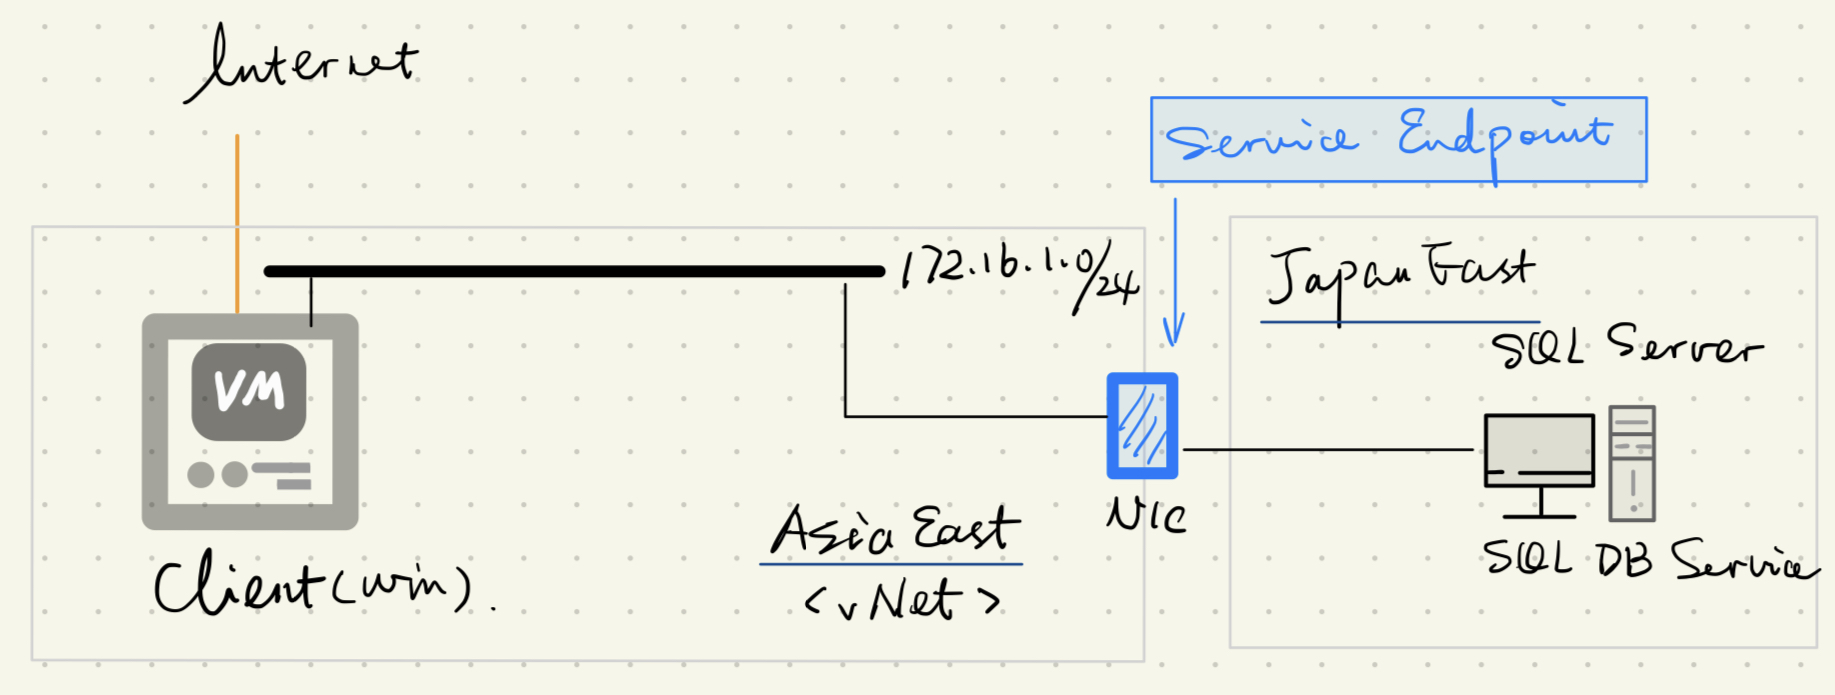 Internet
Service Endpoint
172.16.1.0/24
Japan East
SQL Server
VM
NIC
Asia East
<vNet>
SQL DB Service
Client(win).